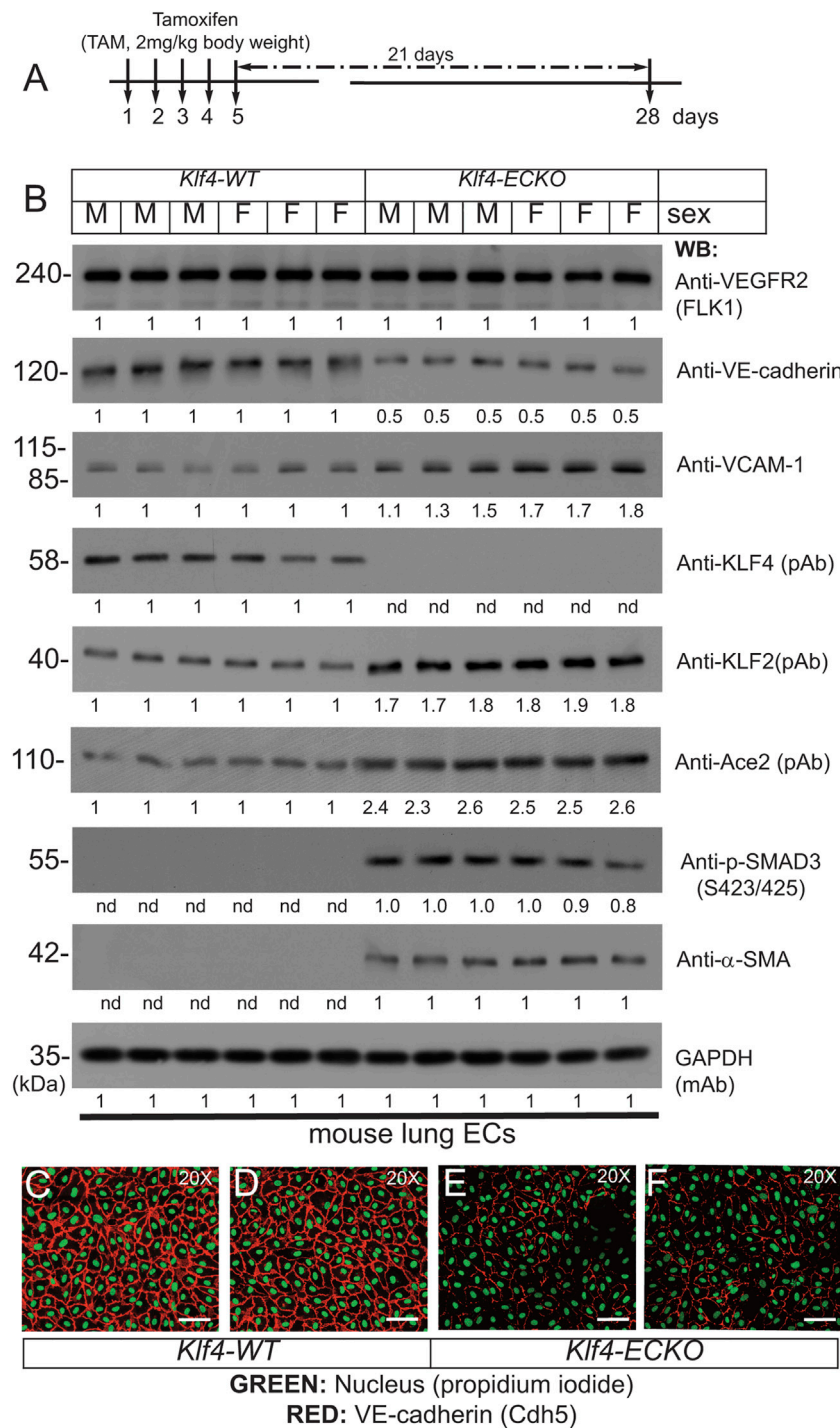 Tamoxifen
(TAM, 2mg/kg body weight)
21 days
A
1 2 3 4 5 28 days
B
Klf4-WT Klf4-ECKO
M M M F F F M M M F F F sex
WB:
240- Anti-VEGFR2
(FLK1)
1 1 1 1 1 1 1 1 1 1 1 1
120- Anti-VE-cadherin
1 1 1 1 1 1 0.5 0.5 0.5 0.5 0.5 0.5
115-
85- Anti-VCAM-1
1 1 1 1 1 1 1.1 1.3 1.5 1.7 1.7 1.8
58- Anti-KLF4 (pAb)
1 1 1 1 1 1 nd nd nd nd nd nd
40- Anti-KLF2(pAb)
1 1 1 1 1 1 1.7 1.7 1.8 1.8 1.9 1.8
110- Anti-Ace2 (pAb)
1 1 1 1 1 1 2.4 2.3 2.6 2.5 2.5 2.6
55- Anti-p-SMAD3
(S423/425)
nd nd nd nd nd nd 1.0 1.0 1.0 1.0 0.9 0.8
42- Anti-α-SMA
nd nd nd nd nd nd 1 1 1 1 1 1
35- GAPDH
(kDa) (mAb)
1 1 1 1 1 1 1 1 1 1 1 1
mouse lung ECs
C 20X D 20X E 20X F 20X
Klf4-WT Klf4-ECKO
GREEN: Nucleus (propidium iodide)
RED: VE-cadherin (Cdh5)